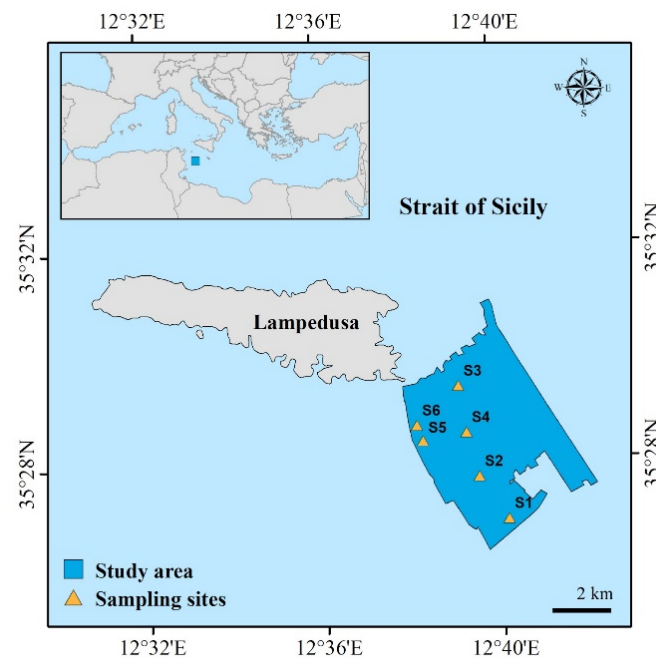 12°32'E 12°36'E 12°40'E
N
W E
S
Strait of Sicily
35°32'N
35°32'N
Lampedusa
S3
S6
S4
S5
S2
S1
35°28'N
35°28'N
Study area
Sampling sites
2 km
12°32'E 12°36'E 12°40'E